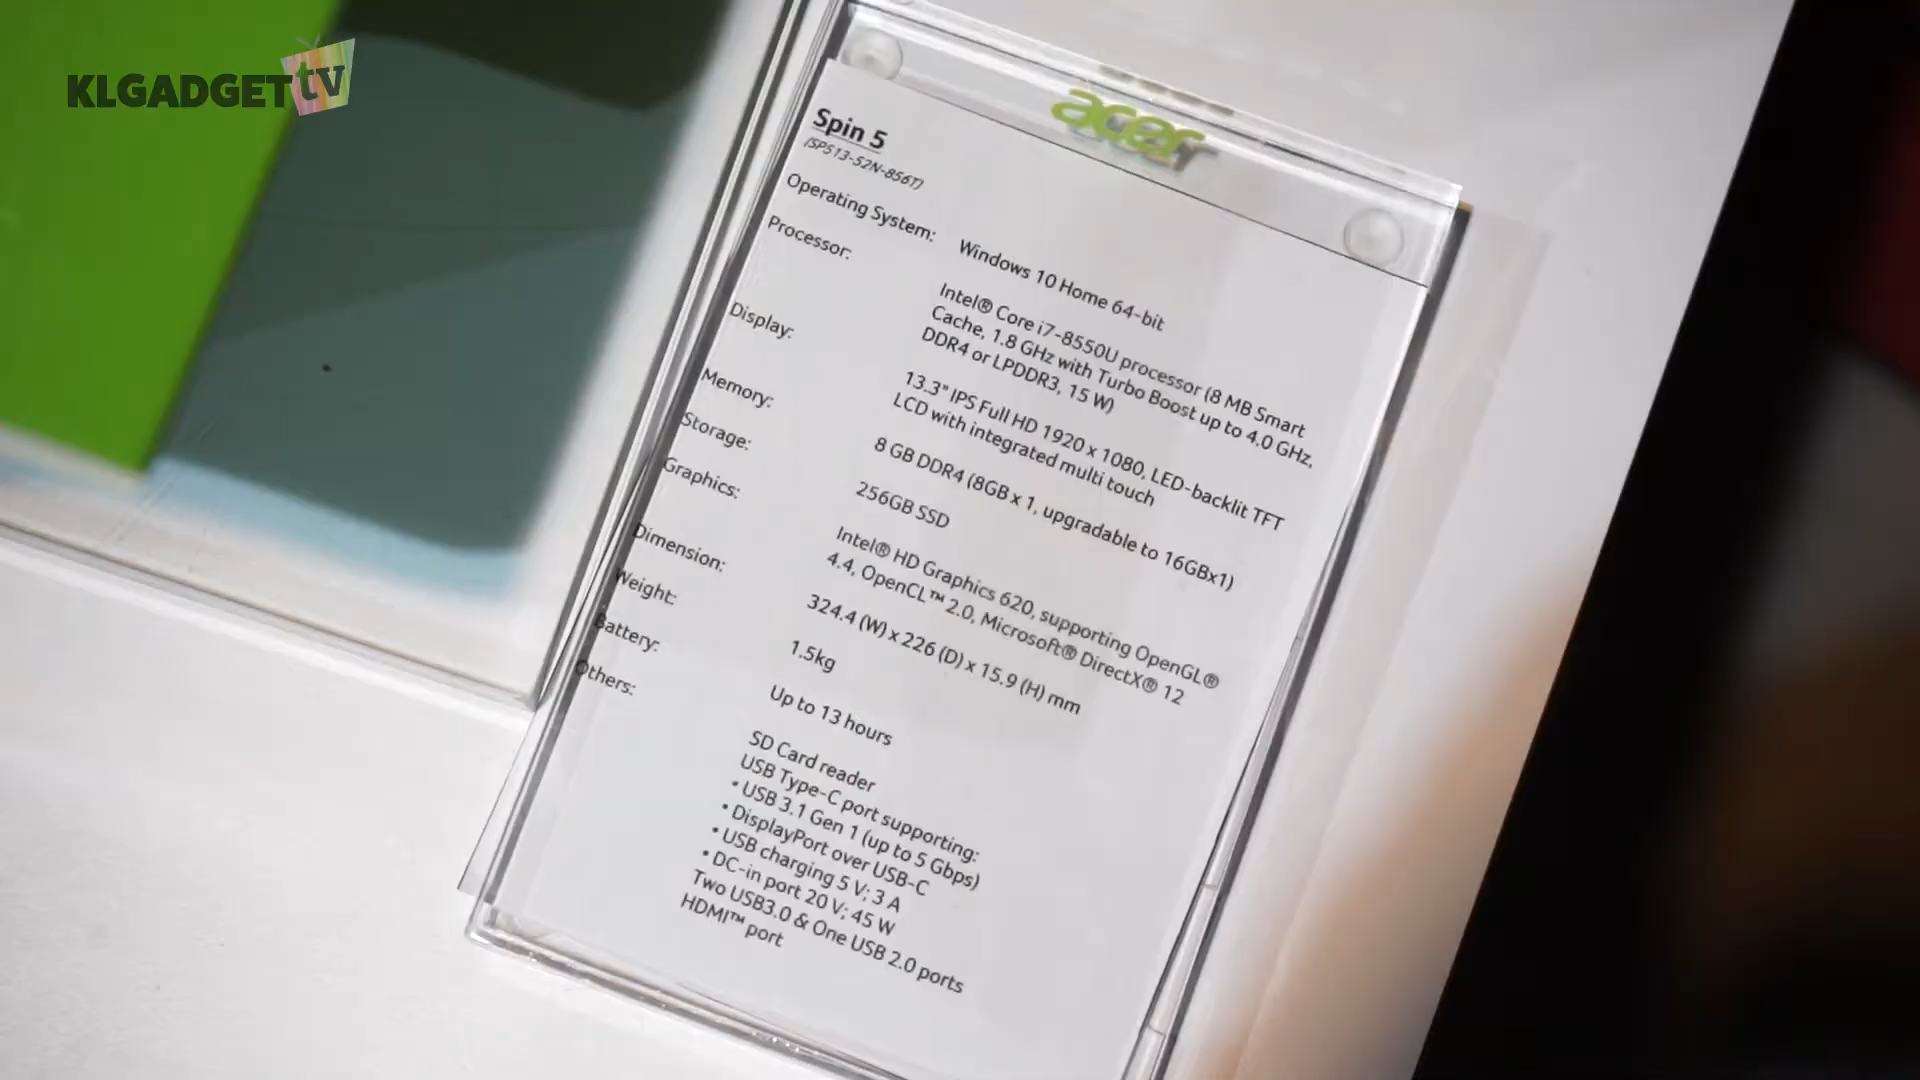 KLGADGET tv
acer
Spin 5
(SP513-52N-856T)
Operating System: Windows 10 Home 64-bit
Processor: Intel® Core i7-8550U processor (8 MB Smart
Cache, 1.8 GHz with Turbo Boost up to 4.0 GHz,
DDR4 or LPDDR3, 15 W)
Display: 13.3" IPS Full HD 1920 x 1080, LED-backlit TFT
LCD with integrated multi touch
Memory: 8 GB DDR4 (8GB x 1, upgradable to 16GBx1)
Storage: 256GB SSD
Graphics: Intel® HD Graphics 620, supporting OpenGL®
4.4, OpenCL™ 2.0, Microsoft® DirectX® 12
Dimension: 324.4 (W) x 226 (D) x 15.9 (H) mm
Weight: 1.5kg
Battery: Up to 13 hours
Others: SD Card reader
USB Type-C port supporting:
• USB 3.1 Gen 1 (up to 5 Gbps)
• DisplayPort over USB-C
• USB charging 5 V; 3 A
• DC-in port 20 V; 45 W
Two USB3.0 & One USB 2.0 ports
HDMI™ port